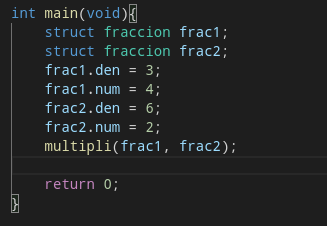 int main(void){
    struct fraccion frac1;
    struct fraccion frac2;
    frac1.den = 3;
    frac1.num = 4;
    frac2.den = 6;
    frac2.num = 2;
    multipli(frac1, frac2);

    return 0;
}